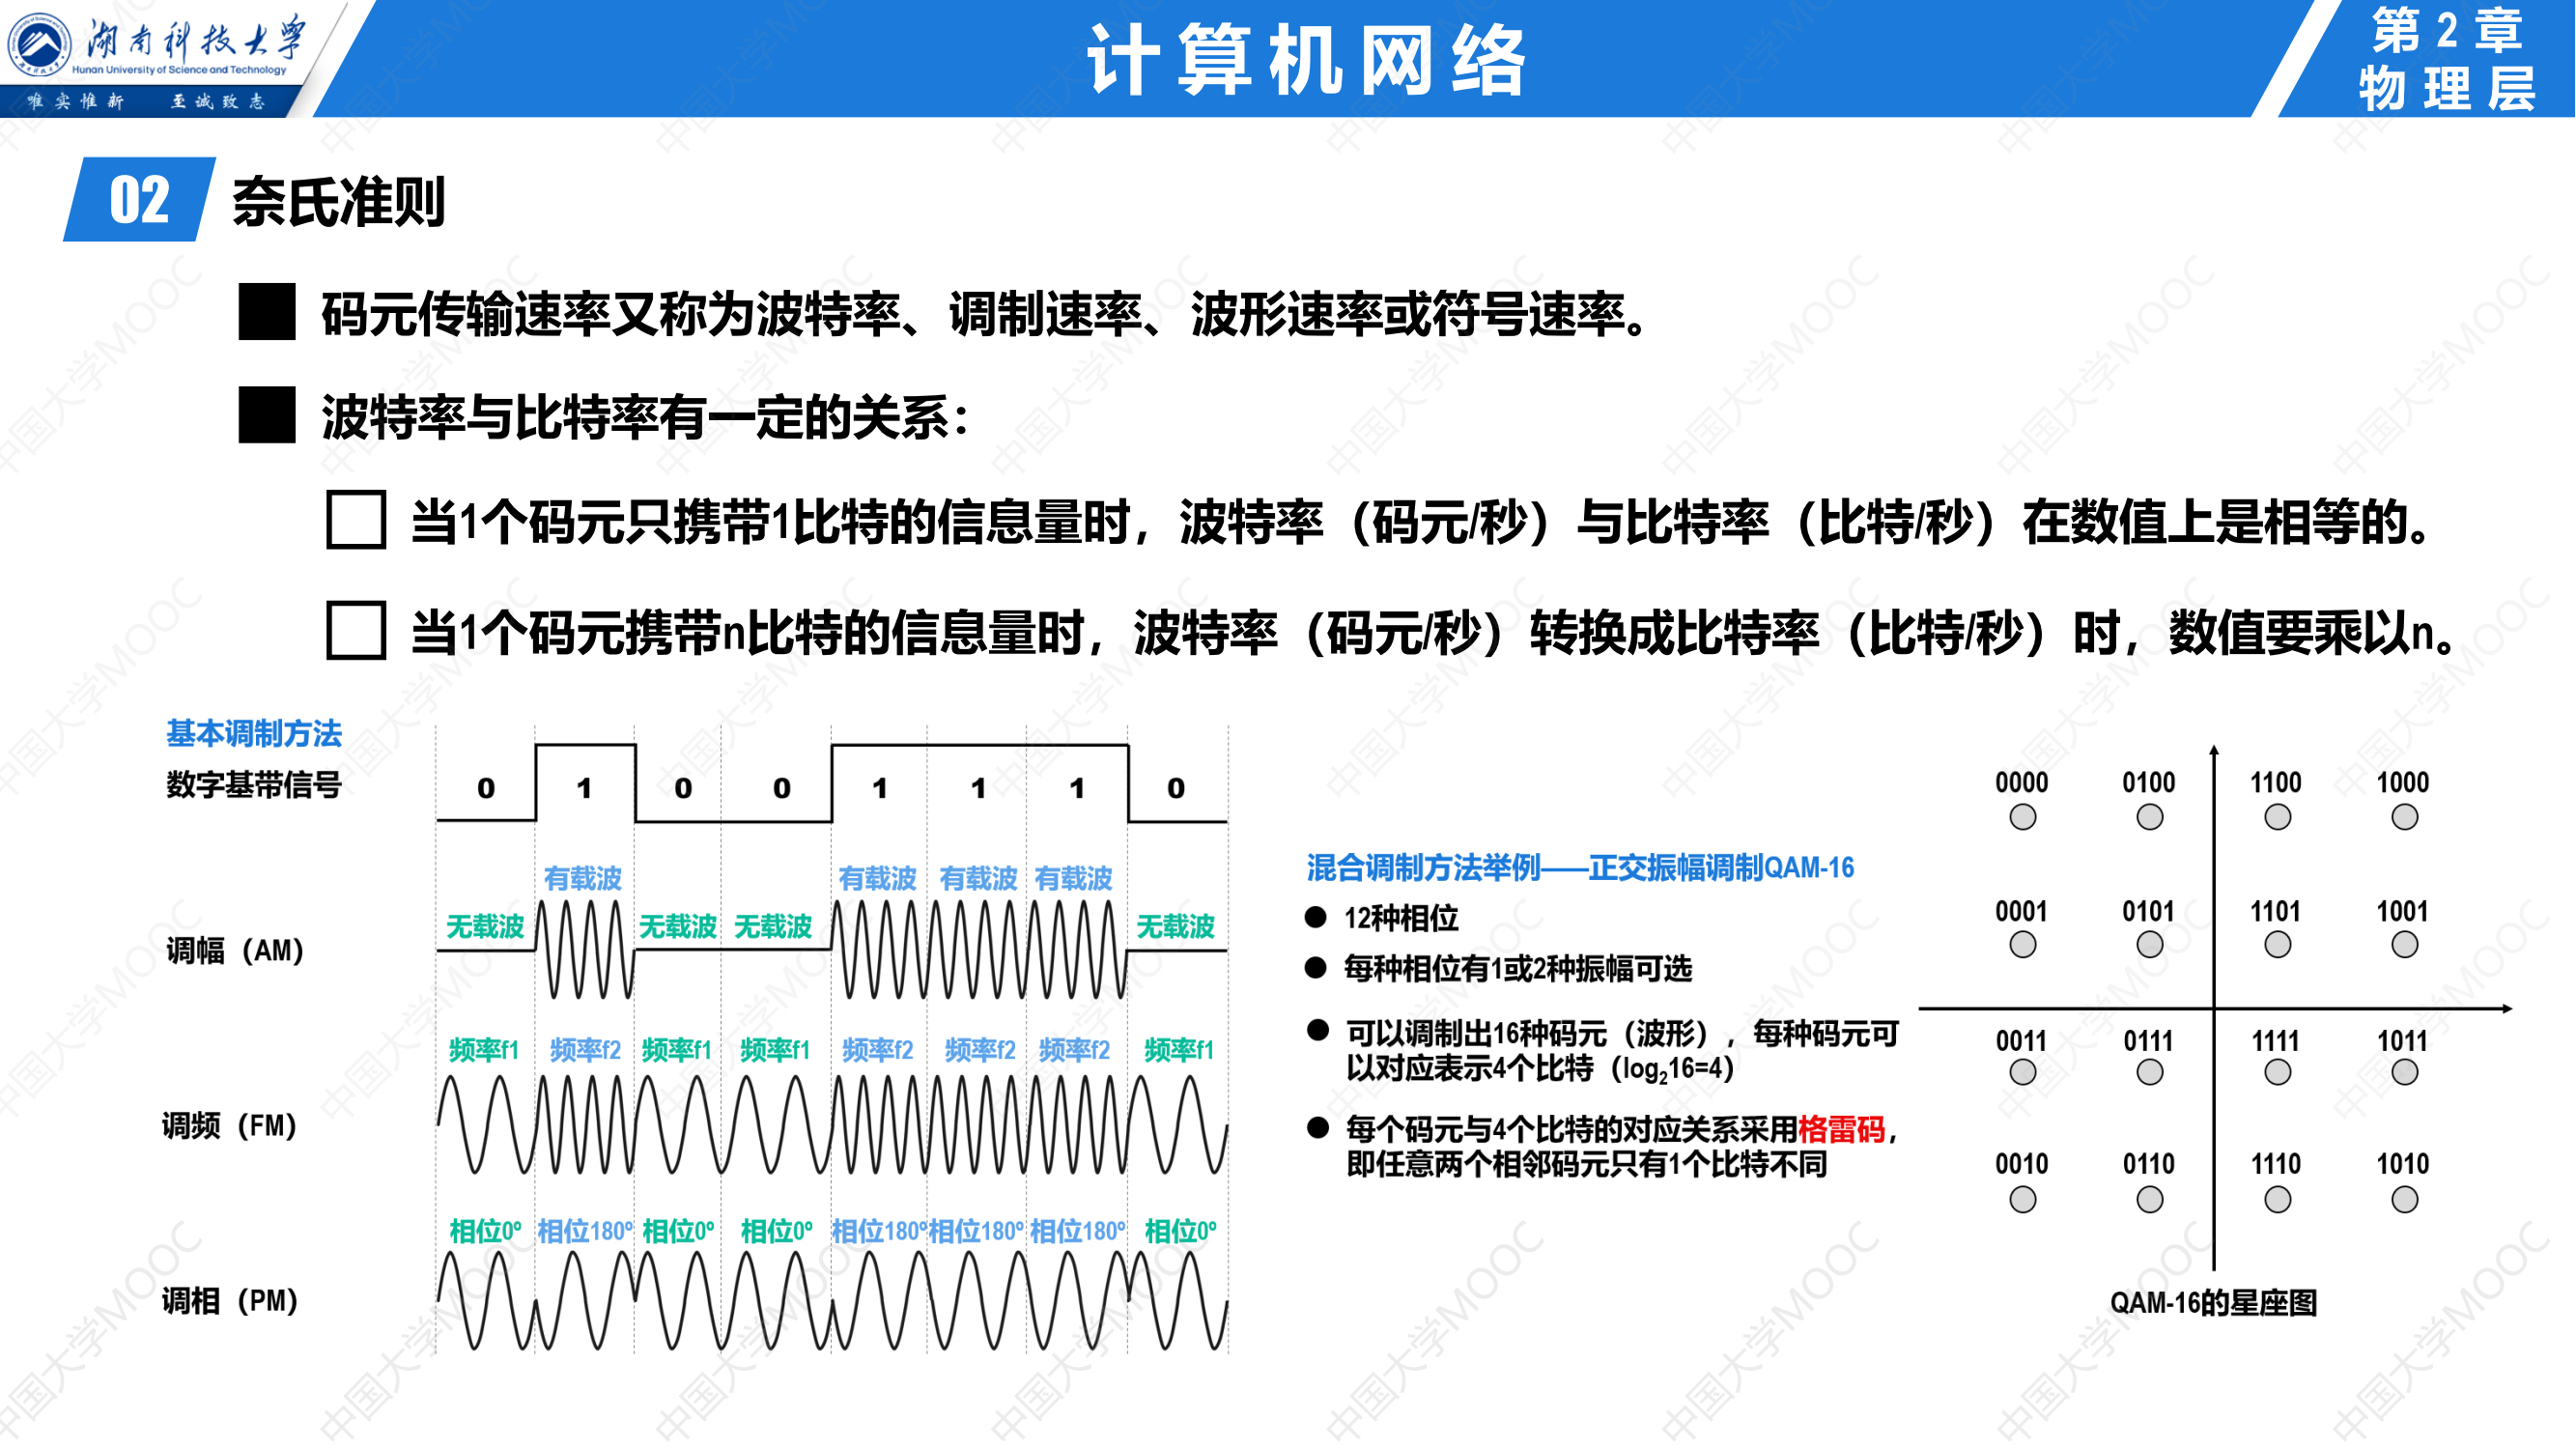 湖南科技大学
Hunan University of Science and Technology
唯实惟新 至诚致志
计算机网络
第2章
物理层
02 奈氏准则
码元传输速率又称为波特率、调制速率、波形速率或符号速率。
波特率与比特率有一定的关系：
当1个码元只携带1比特的信息量时，波特率（码元/秒）与比特率（比特/秒）在数值上是相等的。
当1个码元携带n比特的信息量时，波特率（码元/秒）转换成比特率（比特/秒）时，数值要乘以n。
基本调制方法
数字基带信号
0 1 0 0 1 1 1 0
调幅（AM）
无载波 有载波 无载波 无载波 有载波 有载波 有载波 无载波
调频（FM）
频率f1 频率f2 频率f1 频率f1 频率f2 频率f2 频率f2 频率f1
调相（PM）
相位0° 相位180° 相位0° 相位0° 相位180° 相位180° 相位180° 相位0°
混合调制方法举例——正交振幅调制QAM-16
● 12种相位
● 每种相位有1或2种振幅可选
● 可以调制出16种码元（波形），每种码元可
以对应表示4个比特（log₂16=4）
● 每个码元与4个比特的对应关系采用格雷码，
即任意两个相邻码元只有1个比特不同
0000 0100 1100 1000
0001 0101 1101 1001
0011 0111 1111 1011
0010 0110 1110 1010
QAM-16的星座图
中国大学MOOC